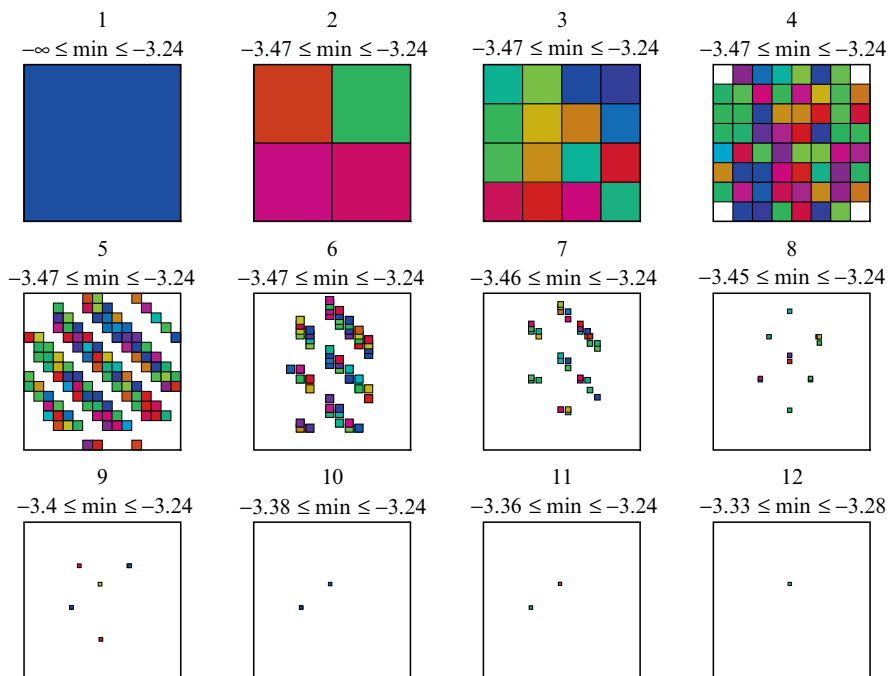 1 2 3 4
−∞ ≤ min ≤ −3.24 −3.47 ≤ min ≤ −3.24 −3.47 ≤ min ≤ −3.24 −3.47 ≤ min ≤ −3.24
5 6 7 8
−3.47 ≤ min ≤ −3.24 −3.47 ≤ min ≤ −3.24 −3.46 ≤ min ≤ −3.24 −3.45 ≤ min ≤ −3.24
9 10 11 12
−3.4 ≤ min ≤ −3.24 −3.38 ≤ min ≤ −3.24 −3.36 ≤ min ≤ −3.24 −3.33 ≤ min ≤ −3.28